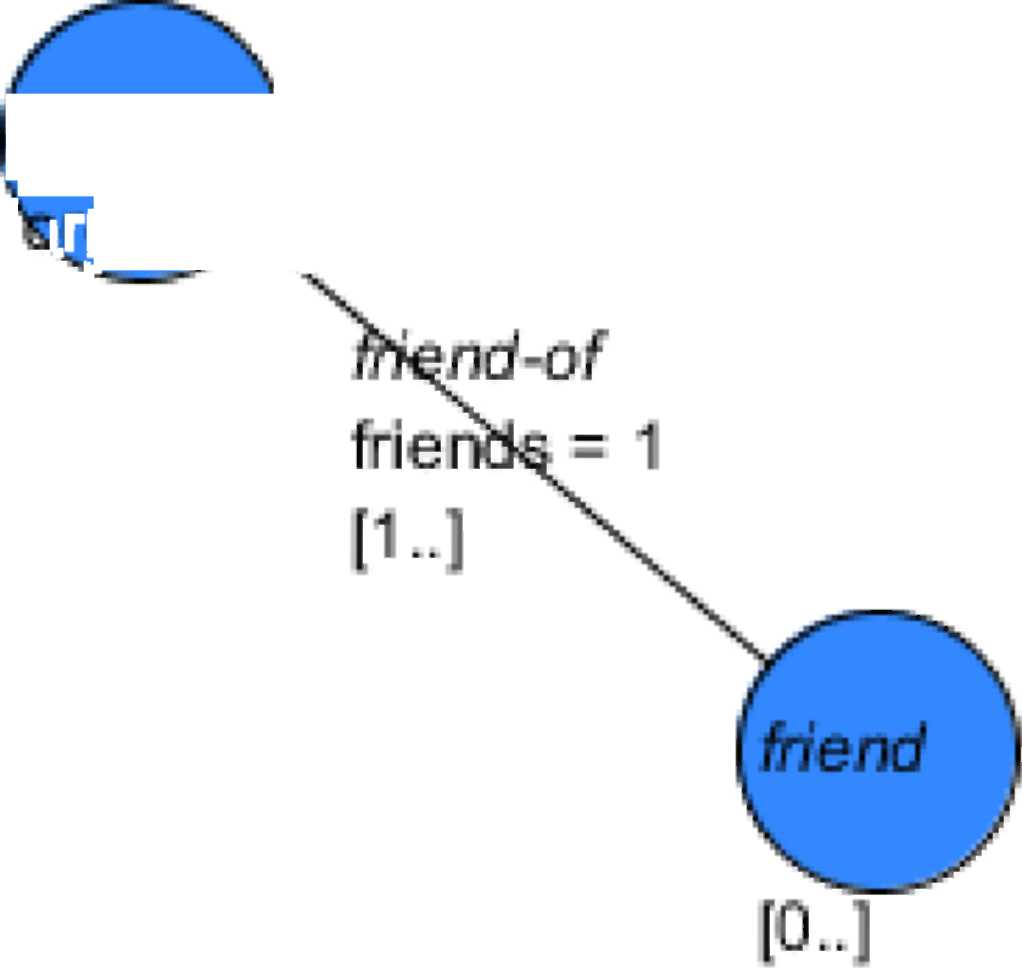 friend-of
friends = 1
[1..]
friend
[0..]